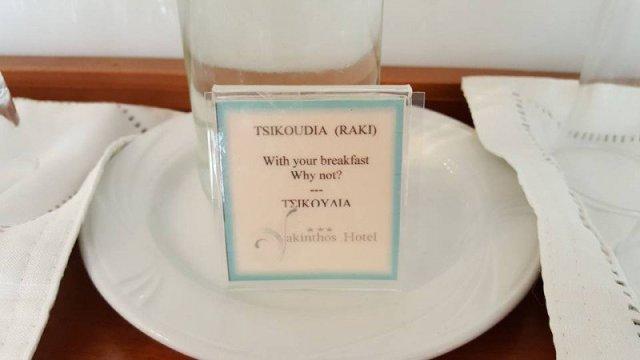 TSIKOUDIA (RAKI)
With your breakfast
Why not?
---
ΤΣΙΚΟΥΔΙΑ
***
Yakinthos Hotel